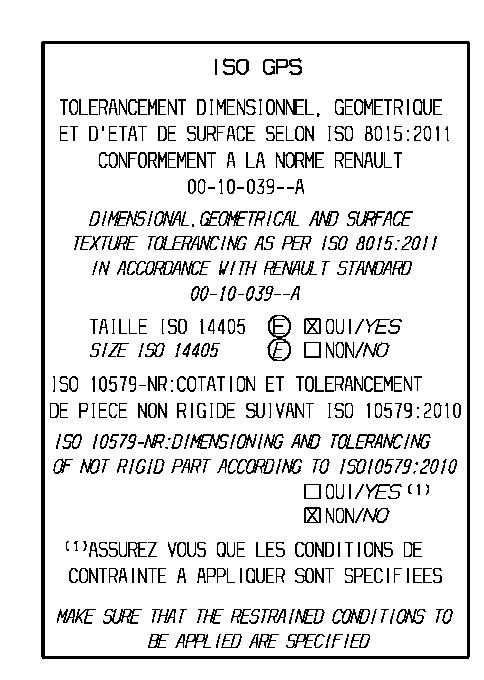 ISO GPS
TOLERANCEMENT DIMENSIONNEL, GEOMETRIQUE
ET D'ETAT DE SURFACE SELON ISO 8015:2011
CONFORMEMENT A LA NORME RENAULT
00-10-039--A
DIMENSIONAL, GEOMETRICAL AND SURFACE
TEXTURE TOLERANCING AS PER ISO 8015:2011
IN ACCORDANCE WITH RENAULT STANDARD
00-10-039--A
TAILLE ISO 14405 Ⓔ ☒ OUI/YES
SIZE ISO 14405 Ⓔ ☐ NON/NO
ISO 10579-NR:COTATION ET TOLERANCEMENT
DE PIECE NON RIGIDE SUIVANT ISO 10579:2010
ISO 10579-NR:DIMENSIONING AND TOLERANCING
OF NOT RIGID PART ACCORDING TO ISO10579:2010
☐ OUI/YES (1)
☒ NON/NO
(1)ASSUREZ VOUS QUE LES CONDITIONS DE
CONTRAINTE A APPLIQUER SONT SPECIFIEES
MAKE SURE THAT THE RESTRAINED CONDITIONS TO
BE APPLIED ARE SPECIFIED